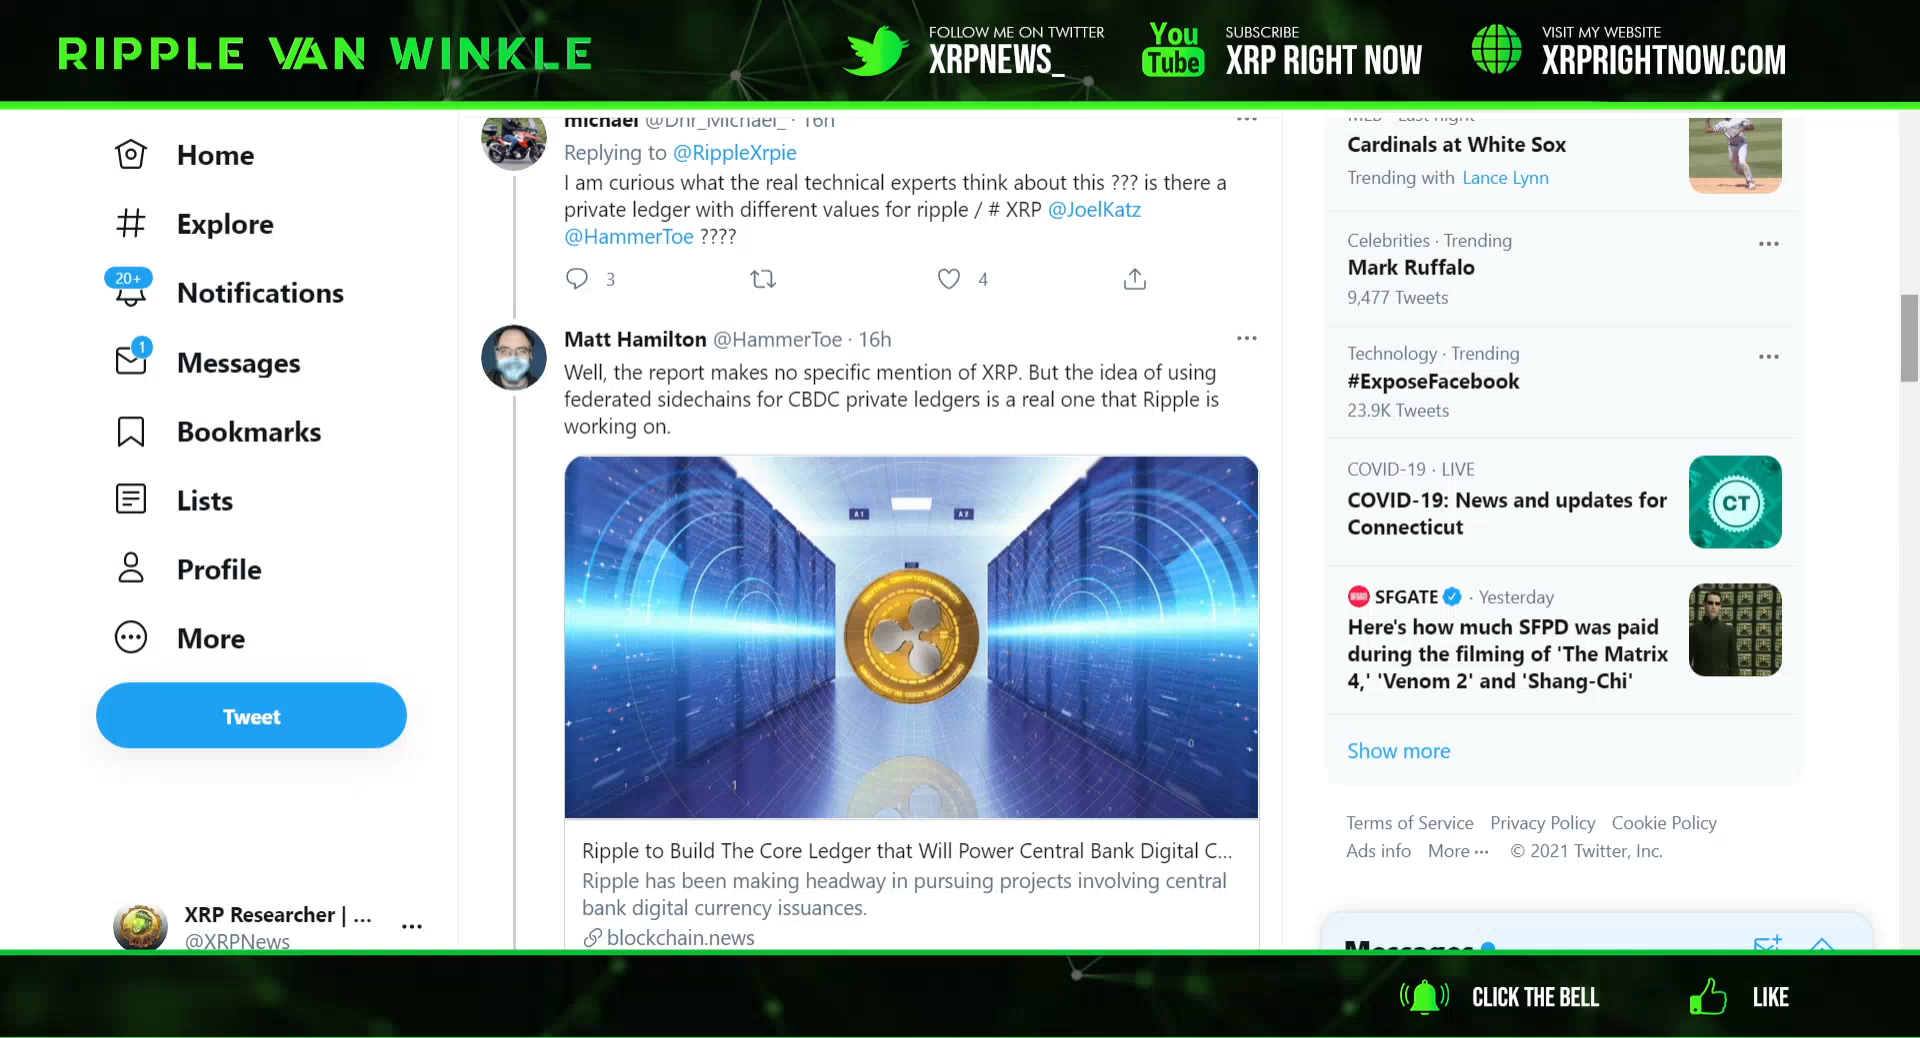 RIPPLE VAN WINKLE
FOLLOW ME ON TWITTER
XRPNEWS_
You
Tube
SUBSCRIBE
XRP RIGHT NOW
VISIT MY WEBSITE
XRPRIGHTNOW.COM
Home
Explore
20+
Notifications
1
Messages
Bookmarks
Lists
Profile
More
Tweet
XRP Researcher | ...
@XRPNews
michael @Dhr_Michael_ · 16h
Replying to @RippleXrpie
I am curious what the real technical experts think about this ??? is there a
private ledger with different values for ripple / # XRP @JoelKatz
@HammerToe ????
3
4
Matt Hamilton @HammerToe · 16h
Well, the report makes no specific mention of XRP. But the idea of using
federated sidechains for CBDC private ledgers is a real one that Ripple is
working on.
A1
A2
Ripple to Build The Core Ledger that Will Power Central Bank Digital C...
Ripple has been making headway in pursuing projects involving central
bank digital currency issuances.
blockchain.news
MLB · Last night
Cardinals at White Sox
Trending with Lance Lynn
Celebrities · Trending
Mark Ruffalo
9,477 Tweets
Technology · Trending
#ExposeFacebook
23.9K Tweets
COVID-19 · LIVE
COVID-19: News and updates for
Connecticut
CT
SFGATE · Yesterday
Here's how much SFPD was paid
during the filming of 'The Matrix
4,' 'Venom 2' and 'Shang-Chi'
Show more
Terms of Service Privacy Policy Cookie Policy
Ads info More ··· © 2021 Twitter, Inc.
Messages
CLICK THE BELL
LIKE